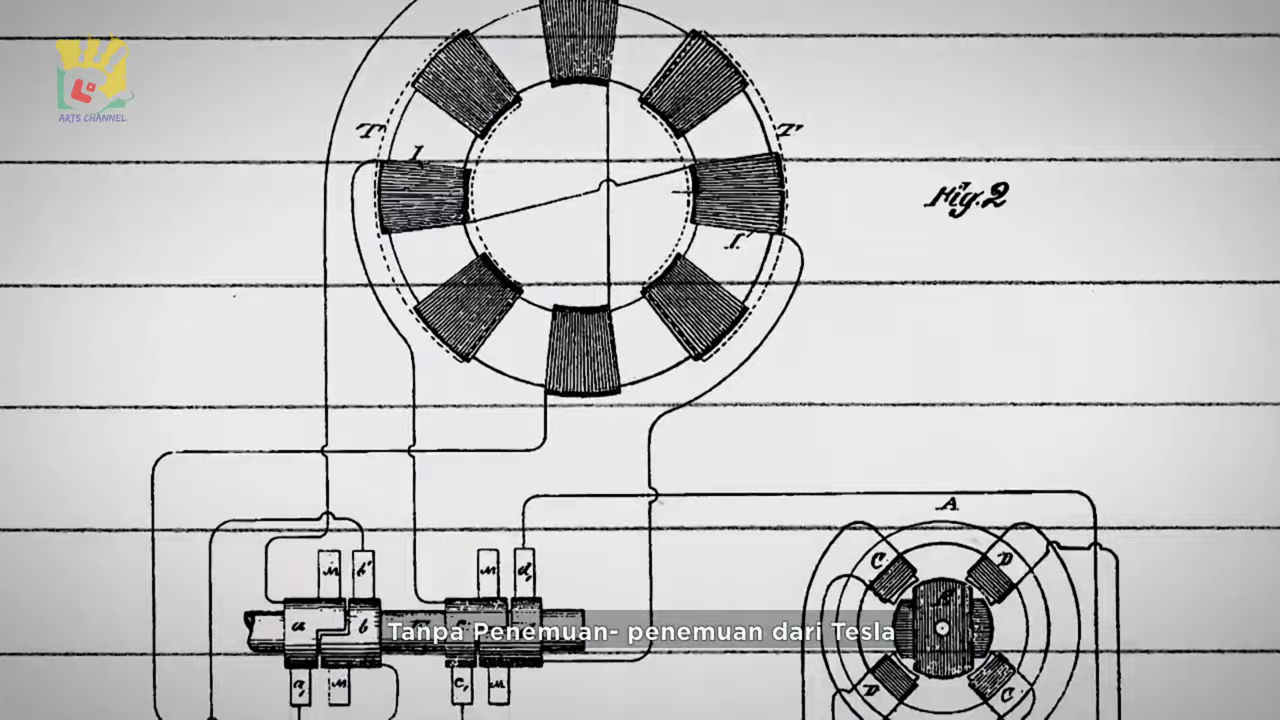 ARTS CHANNEL
T
T'
I
I'
Fig. 2
A
C
D
M
b'
M
d,
a
b
c
Tanpa Penemuan- penemuan dari Tesla
a,
M
c,
M
D
C